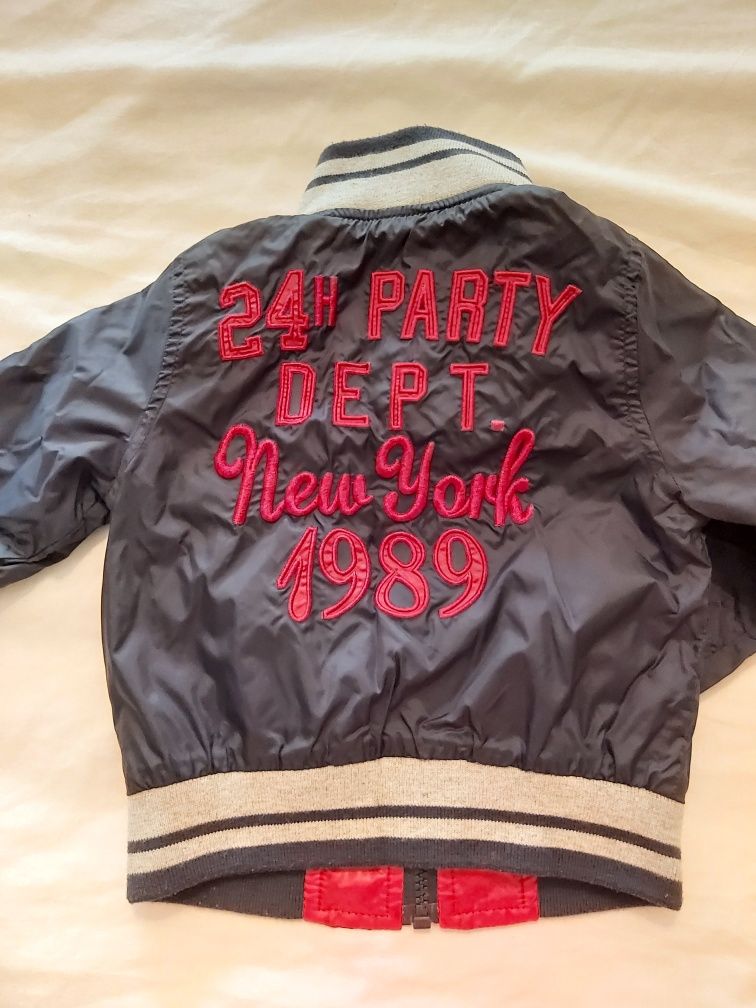 24H PARTY
DEPT.
New York
1989